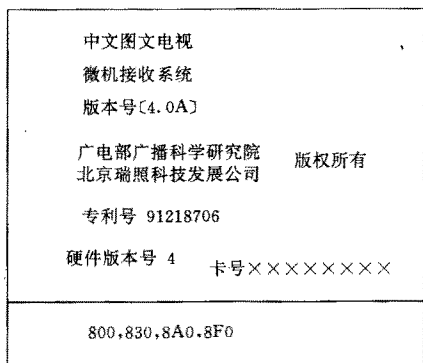 中文图文电视
微机接收系统
版本号〔4.0A〕
广电部广播科学研究院
北京瑞照科技发展公司
版权所有
专利号 91218706
硬件版本号 4
卡号××××××××
800,830,8A0.8F0